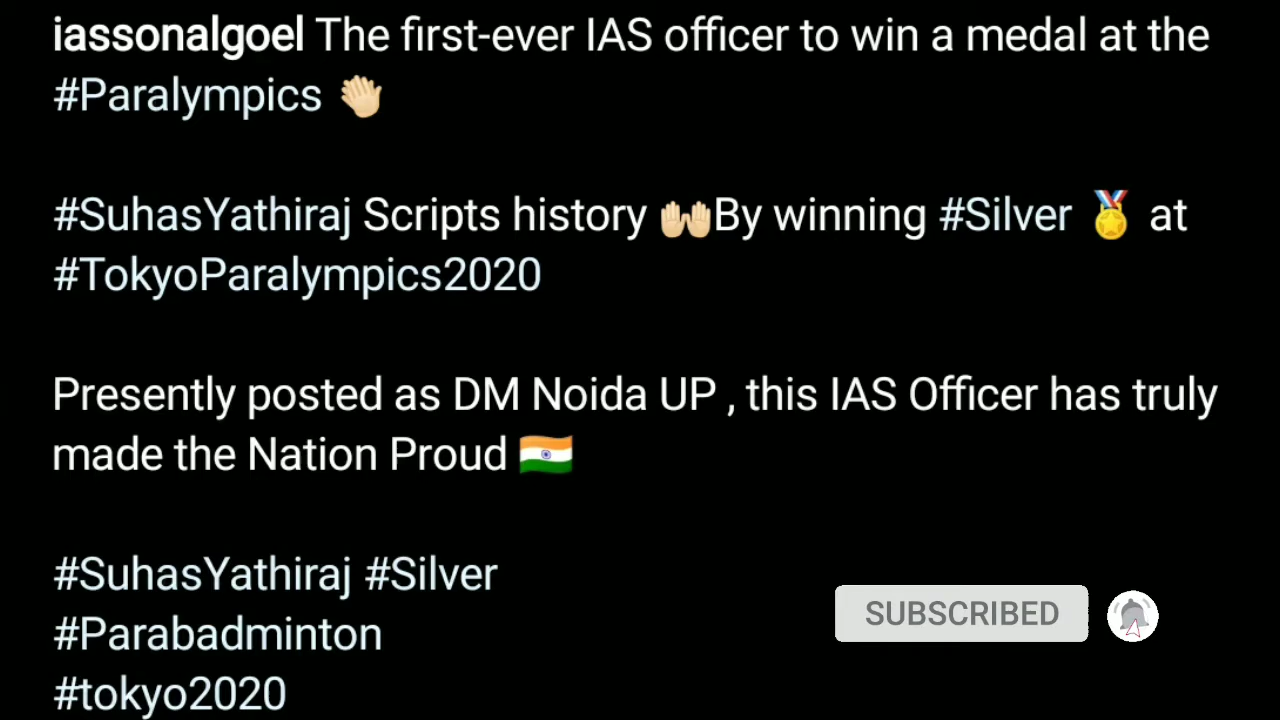 iassonalgoel The first-ever IAS officer to win a medal at the
#Paralympics 👏🏻
#SuhasYathiraj Scripts history 🙌🏻By winning #Silver 🏅 at
#TokyoParalympics2020
Presently posted as DM Noida UP , this IAS Officer has truly
made the Nation Proud 🇮🇳
#SuhasYathiraj #Silver
#Parabadminton
#tokyo2020
SUBSCRIBED